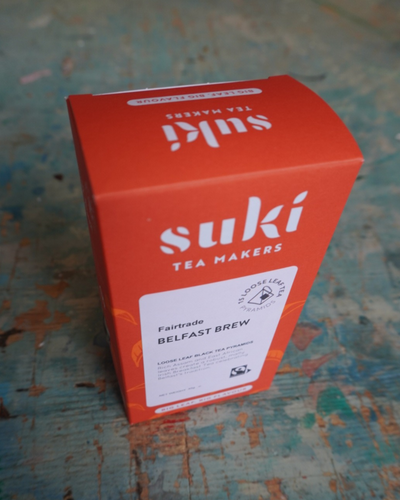 BIG LEAF, BIG FLAVOUR
suki
TEA MAKERS
suki
TEA MAKERS
15 LOOSE LEAF TEA
PYRAMIDS
Fairtrade
BELFAST BREW
LOOSE LEAF BLACK TEA PYRAMIDS